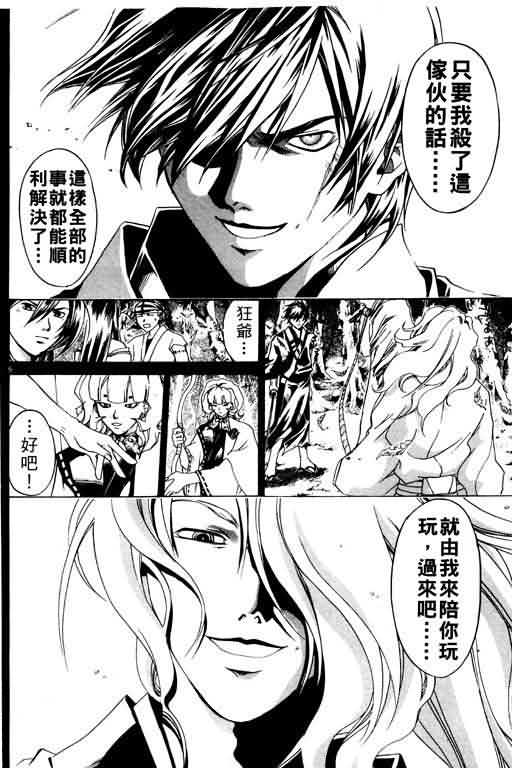 只要我殺了這
傢伙的話……
這樣全部的
事就都能順
利解決了…
狂爺…
…好吧！
就由我來陪你玩
玩，過來吧……